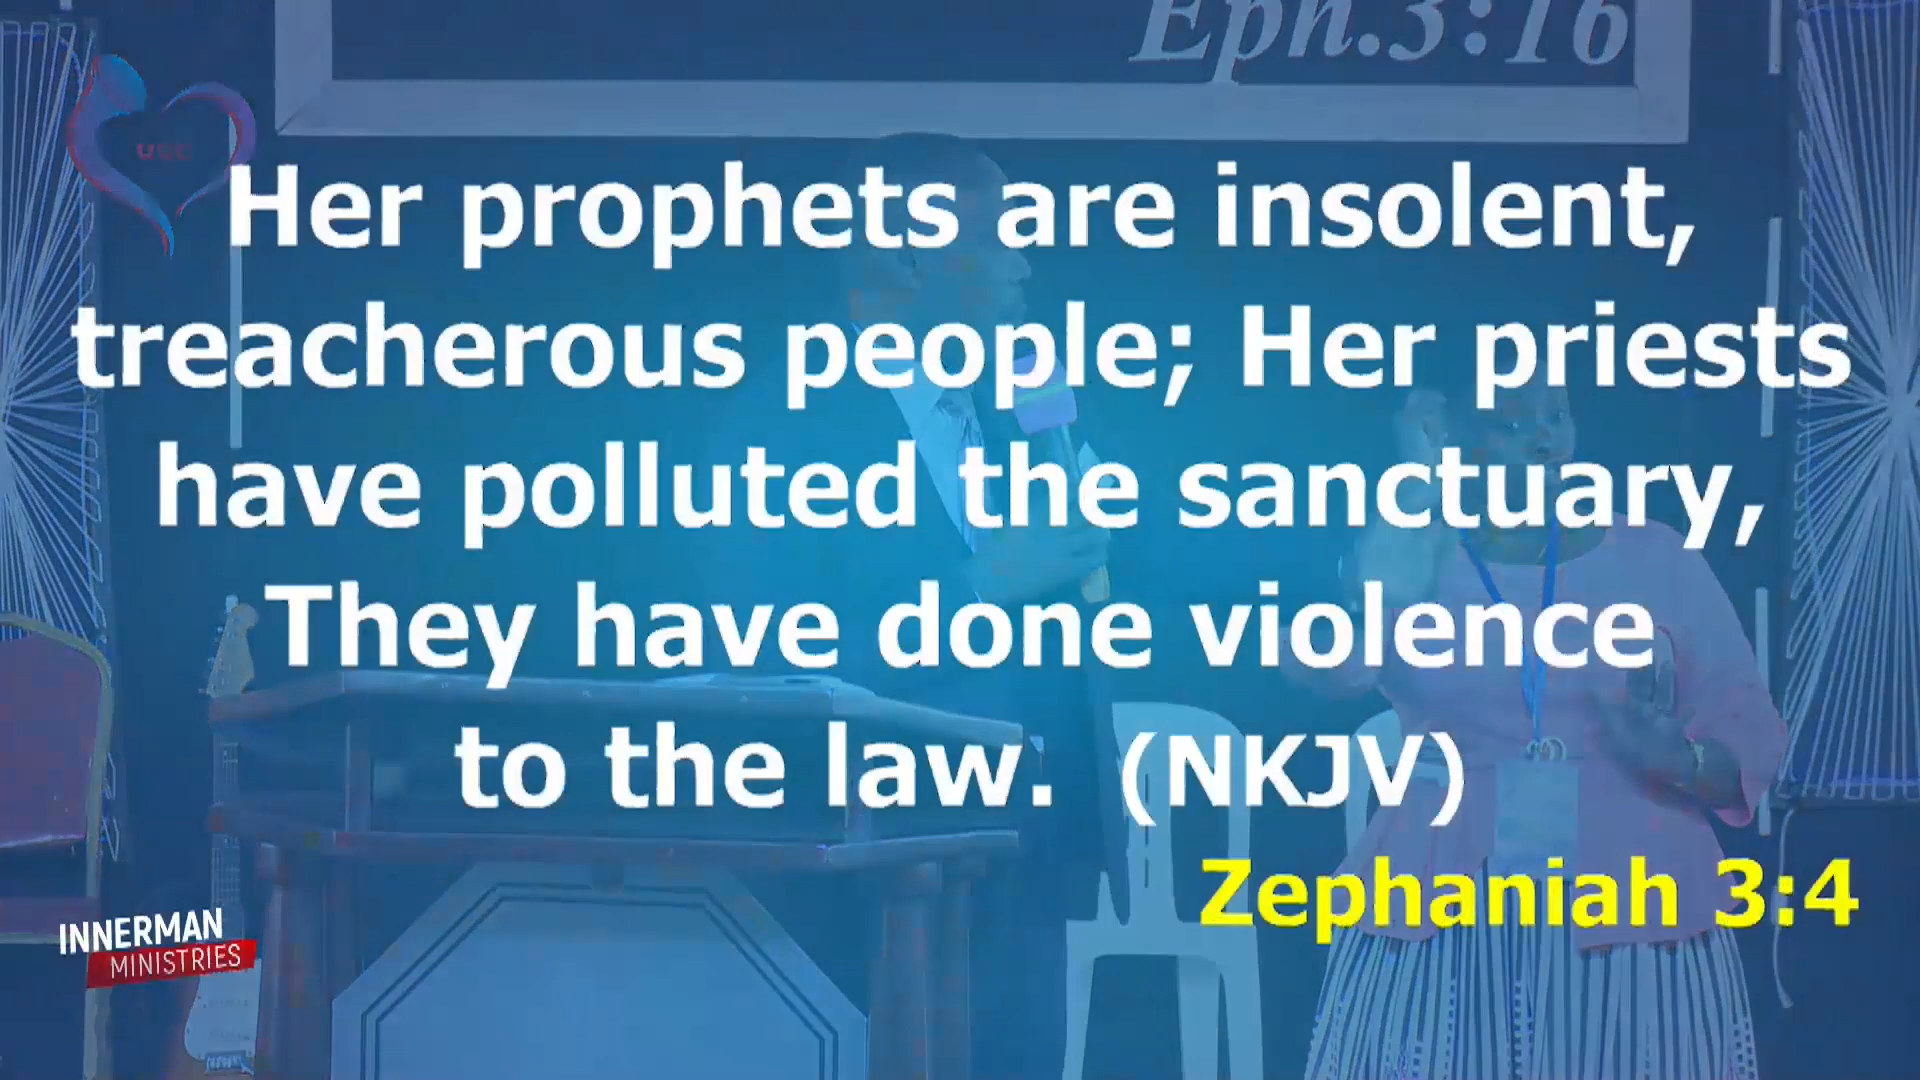 Eph.3:16
Her prophets are insolent,
treacherous people; Her priests
have polluted the sanctuary,
They have done violence
to the law. (NKJV)
Zephaniah 3:4
INNERMAN
MINISTRIES